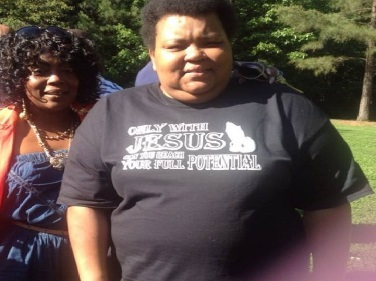 ONLY WITH
JESUS
CAN YOU REACH
YOUR FULL POTENTIAL